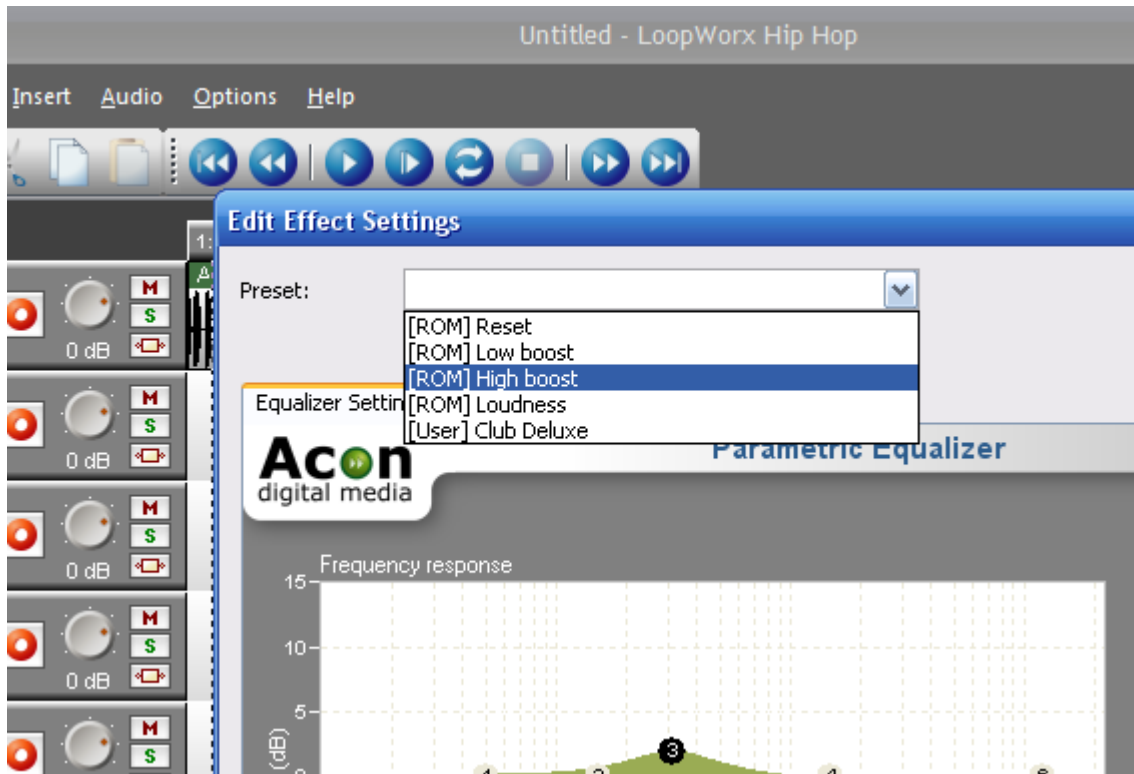 Untitled - LoopWorx Hip Hop
Insert Audio Options Help
Edit Effect Settings
1:
A
Preset:
[ROM] Reset
[ROM] Low boost
[ROM] High boost
[ROM] Loudness
[User] Club Deluxe
Equalizer Settin
Acon
digital media
Parametric Equalizer
Frequency response
15
10
5
(dB)
3
M
S
0 dB
M
S
0 dB
M
S
0 dB
M
S
0 dB
M
S